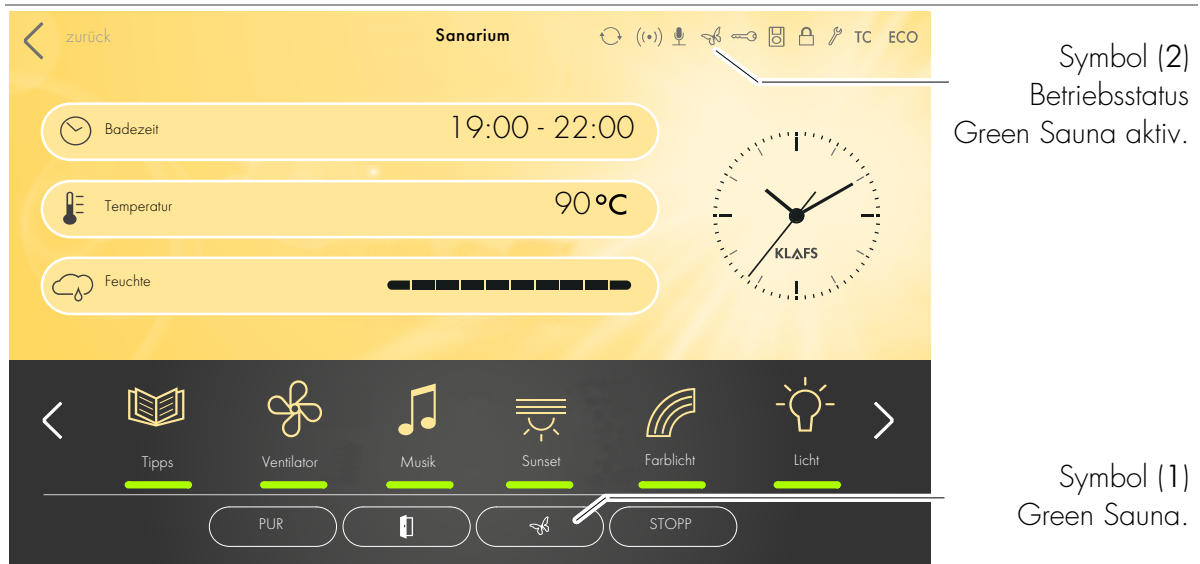 zurück
Sanarium
TC ECO
Symbol (2)
Betriebsstatus
Green Sauna aktiv.
Badezeit 19:00 - 22:00
Temperatur 90 °C
Feuchte
KLAFS
Tipps Ventilator Musik Sunset Farblicht Licht
Symbol (1)
Green Sauna.
PUR STOPP